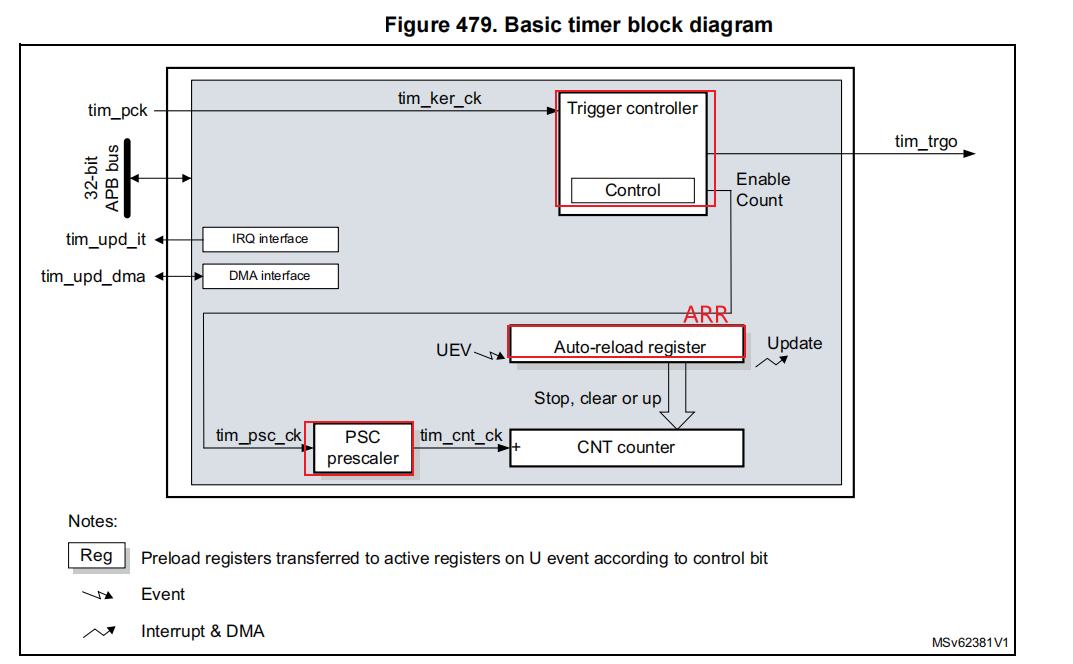 Figure 479. Basic timer block diagram
tim_pck
tim_ker_ck
Trigger controller
Control
tim_trgo
32-bit
APB bus
Enable
Count
tim_upd_it
IRQ interface
tim_upd_dma
DMA interface
ARR
UEV
Auto-reload register
Update
Stop, clear or up
tim_psc_ck
PSC
prescaler
tim_cnt_ck
+
CNT counter
Notes:
Reg
Preload registers transferred to active registers on U event according to control bit
Event
Interrupt & DMA
MSv62381V1